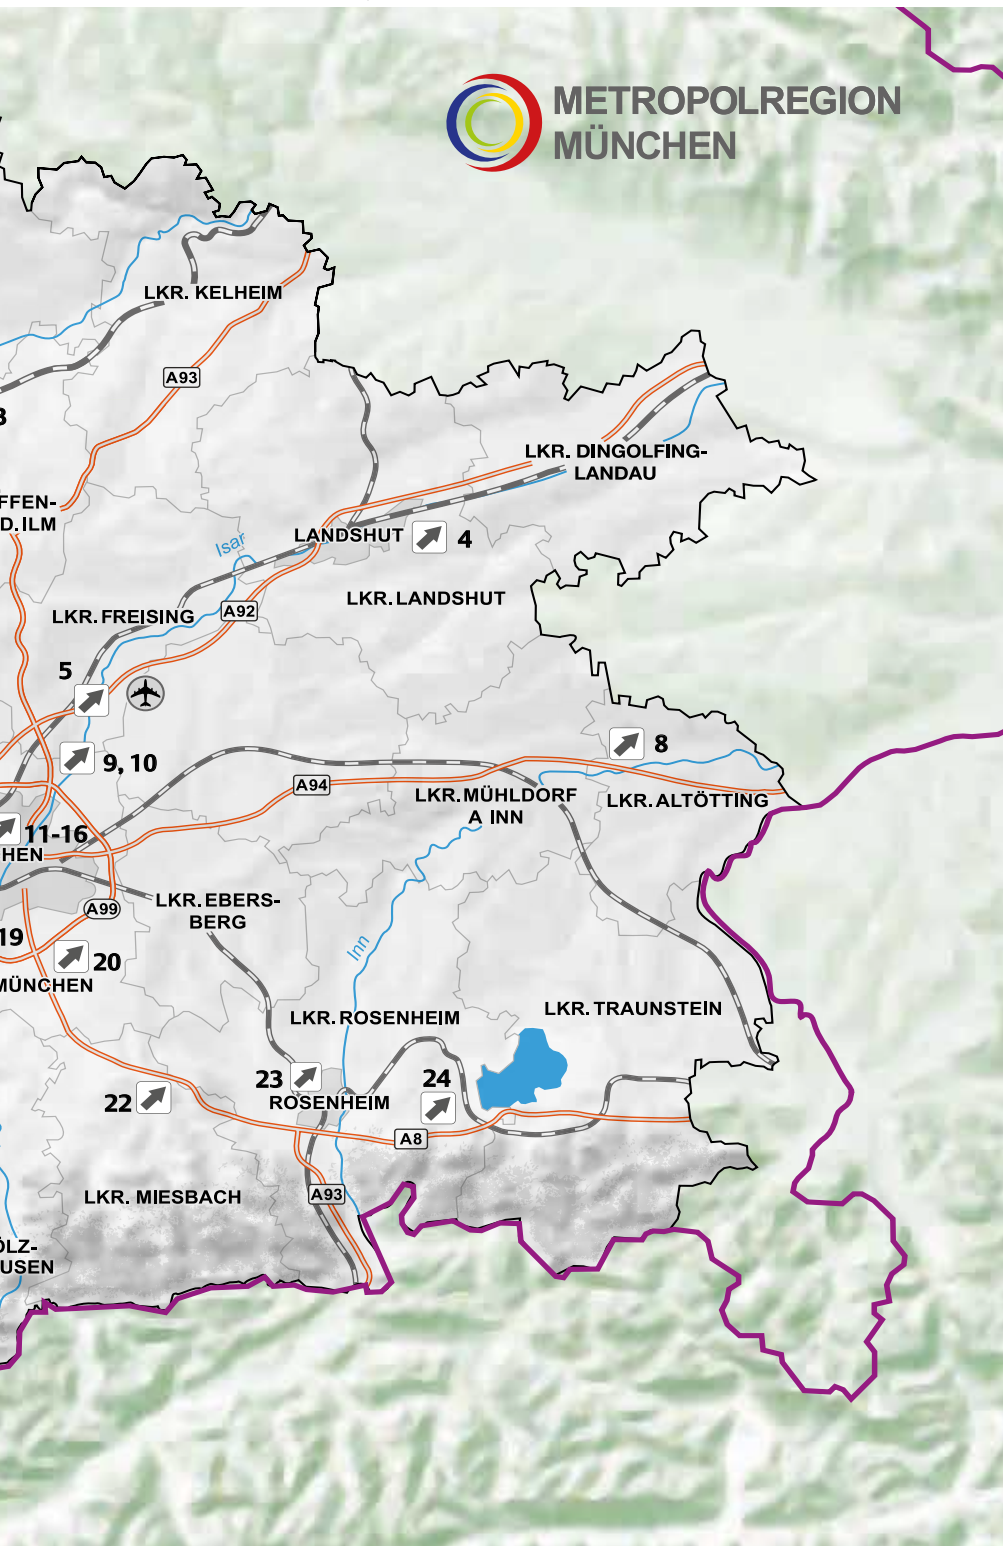 METROPOLREGION
MÜNCHEN
LKR. KELHEIM
A93
3
LKR. DINGOLFING-
LANDAU
FFEN-
D. ILM
LANDSHUT
4
Isar
LKR. LANDSHUT
LKR. FREISING
A92
5
8
9, 10
A94
LKR. MÜHLDORF
A INN
LKR. ALTÖTTING
11-16
HEN
LKR. EBERS-
BERG
A99
19
20
MÜNCHEN
Inn
LKR. ROSENHEIM
LKR. TRAUNSTEIN
23
24
22
ROSENHEIM
A8
LKR. MIESBACH
A93
ÖLZ-
USEN